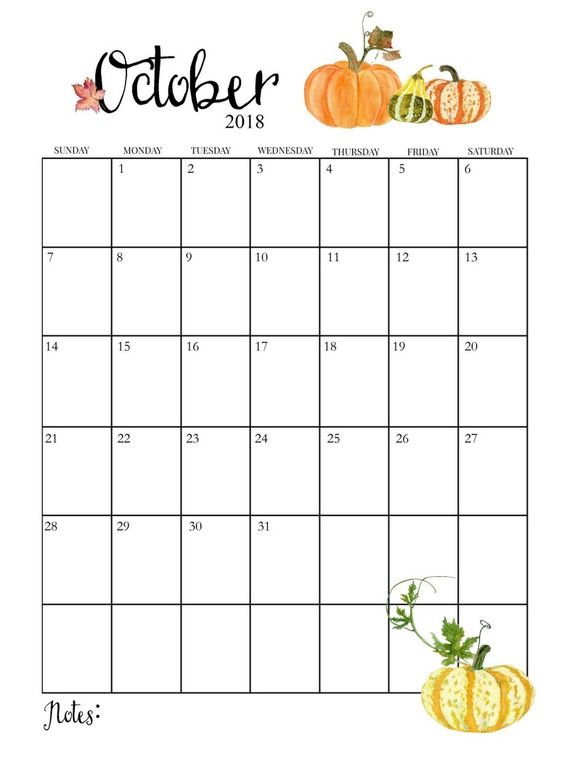 October
2018
SUNDAY MONDAY TUESDAY WEDNESDAY THURSDAY FRIDAY SATURDAY
1 2 3 4 5 6
7 8 9 10 11 12 13
14 15 16 17 18 19 20
21 22 23 24 25 26 27
28 29 30 31
Notes: